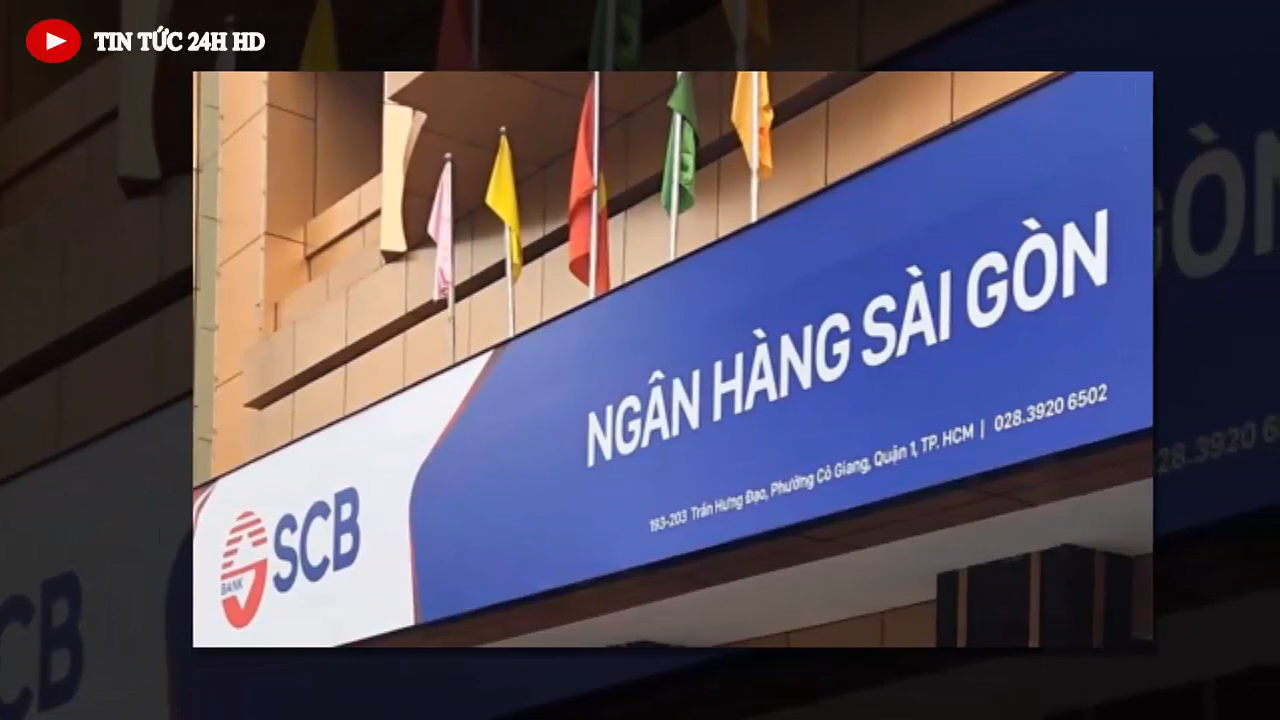 TIN TỨC 24H HD
NGÂN HÀNG SÀI GÒN
193-203 Trần Hưng Đạo, Phường Cô Giang, Quận 1, TP. HCM | 028.3920 6502
BANK
SCB